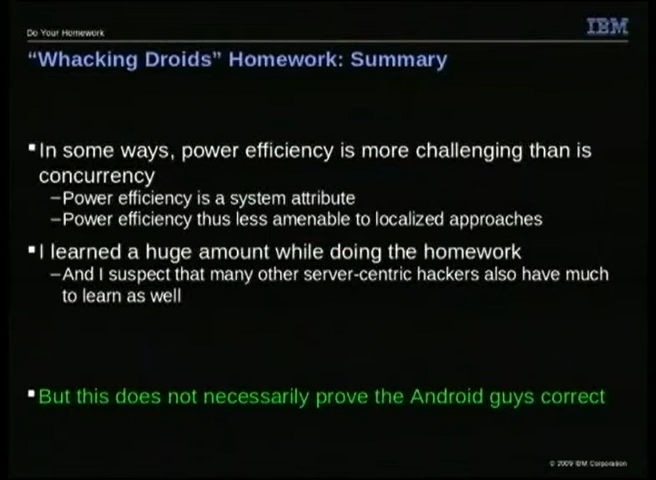 Do Your Homework
IBM
“Whacking Droids” Homework: Summary
▪In some ways, power efficiency is more challenging than is
concurrency
–Power efficiency is a system attribute
–Power efficiency thus less amenable to localized approaches
▪I learned a huge amount while doing the homework
–And I suspect that many other server-centric hackers also have much
to learn as well
▪But this does not necessarily prove the Android guys correct
© 2009 IBM Corporation